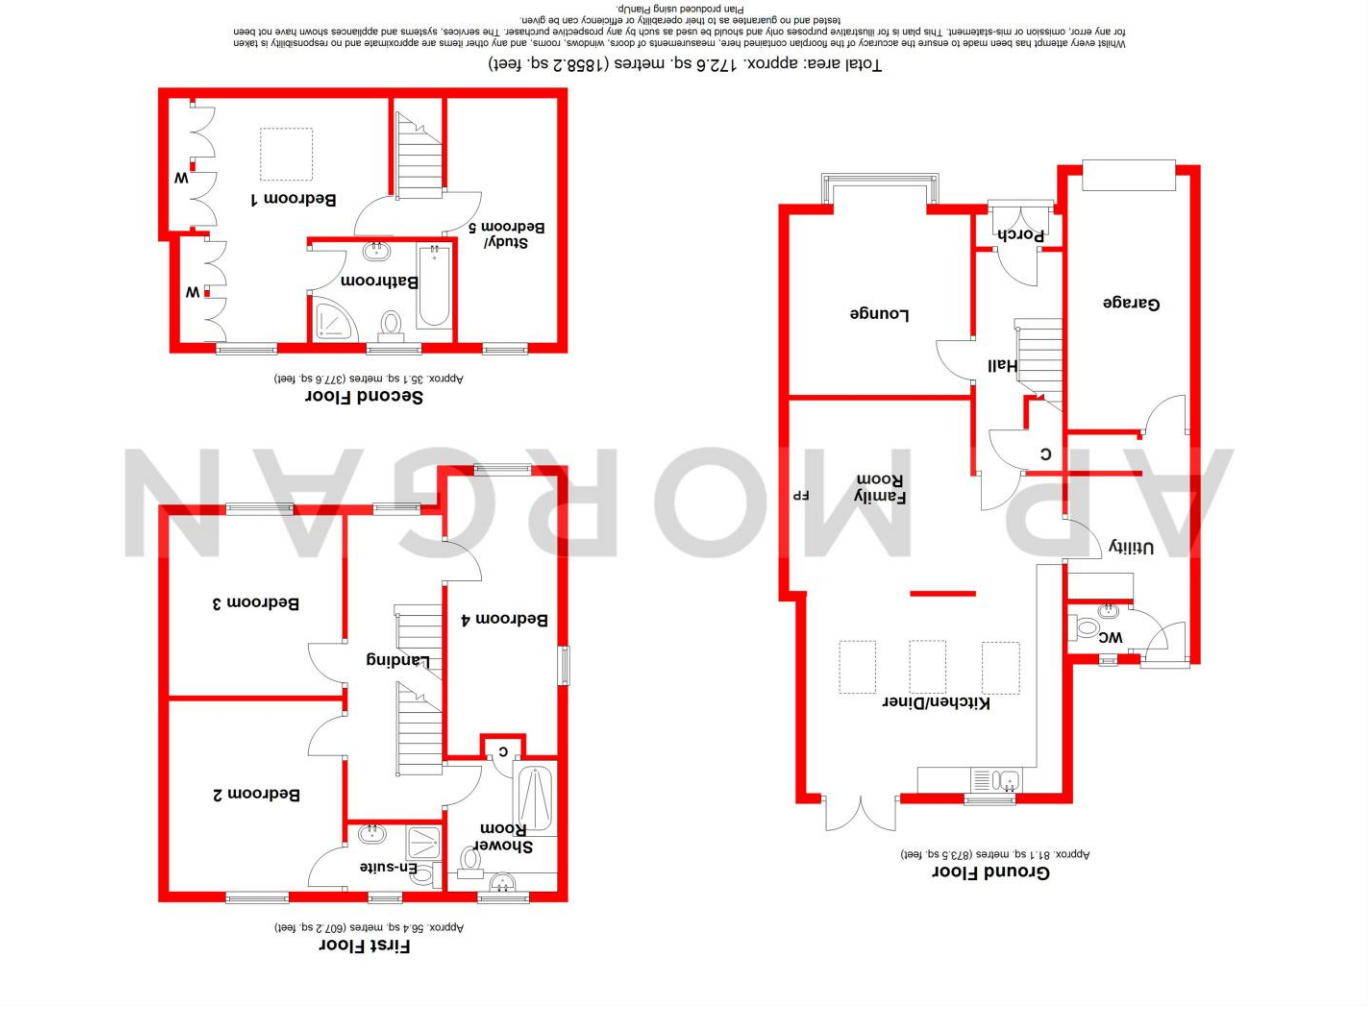 Ground Floor
Approx. 81.1 sq. metres (873.5 sq. feet)
Kitchen/Diner
WC
Utility
Family
Room
FP
C
Hall
Lounge
Garage
Porch
First Floor
Approx. 56.4 sq. metres (607.2 sq. feet)
En-suite
Shower
Room
Bedroom 2
C
Landing
Bedroom 4
Bedroom 3
AP MORGAN
Second Floor
Approx. 35.1 sq. metres (377.6 sq. feet)
W
Bathroom
Study/
Bedroom 5
Bedroom 1
W
Total area: approx. 172.6 sq. metres (1858.2 sq. feet)
Whilst every attempt has been made to ensure the accuracy of the floorplan contained here, measurements of doors, windows, rooms, and any other items are approximate and no responsibility is taken
for any error, omission or mis-statement. This plan is for illustrative purposes only and should be used as such by any prospective purchaser. The services, systems and appliances shown have not been
tested and no guarantee as to their operability or efficiency can be given.
Plan produced using PlanUp.